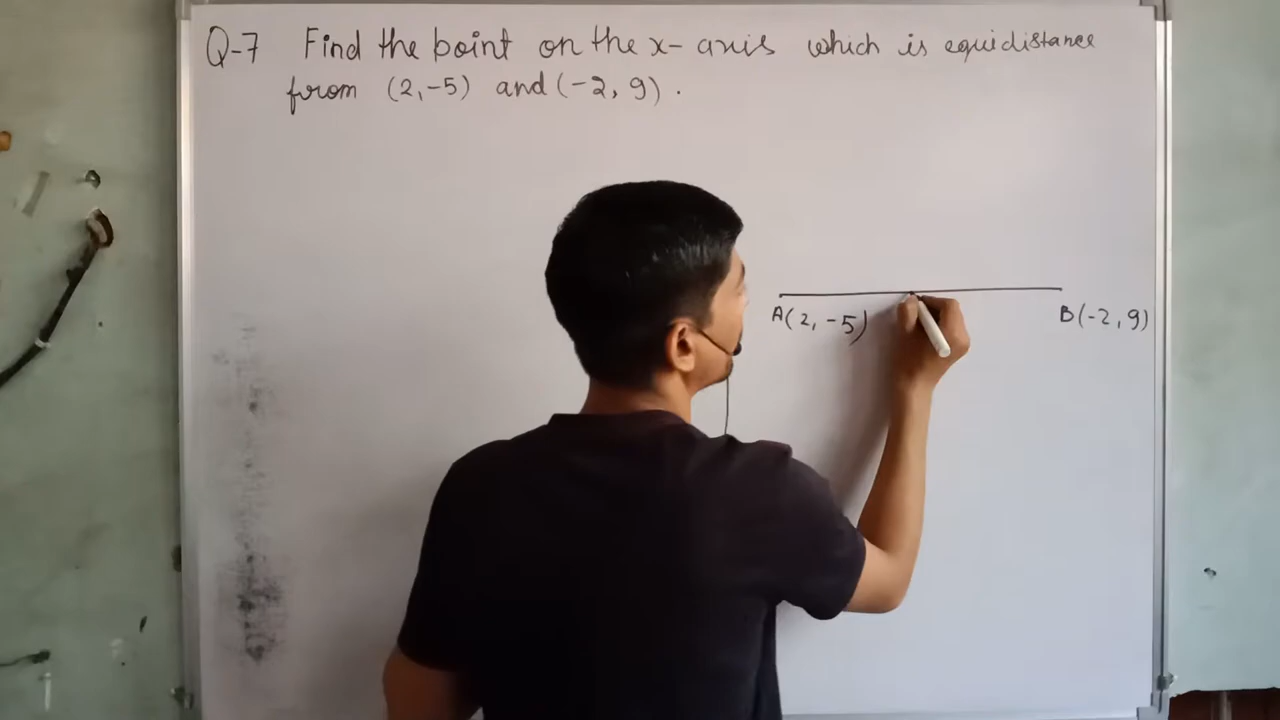 Q-7 Find the point on the x-axis which is equidistance
from (2,-5) and (-2, 9).
A(2, -5) B(-2, 9)